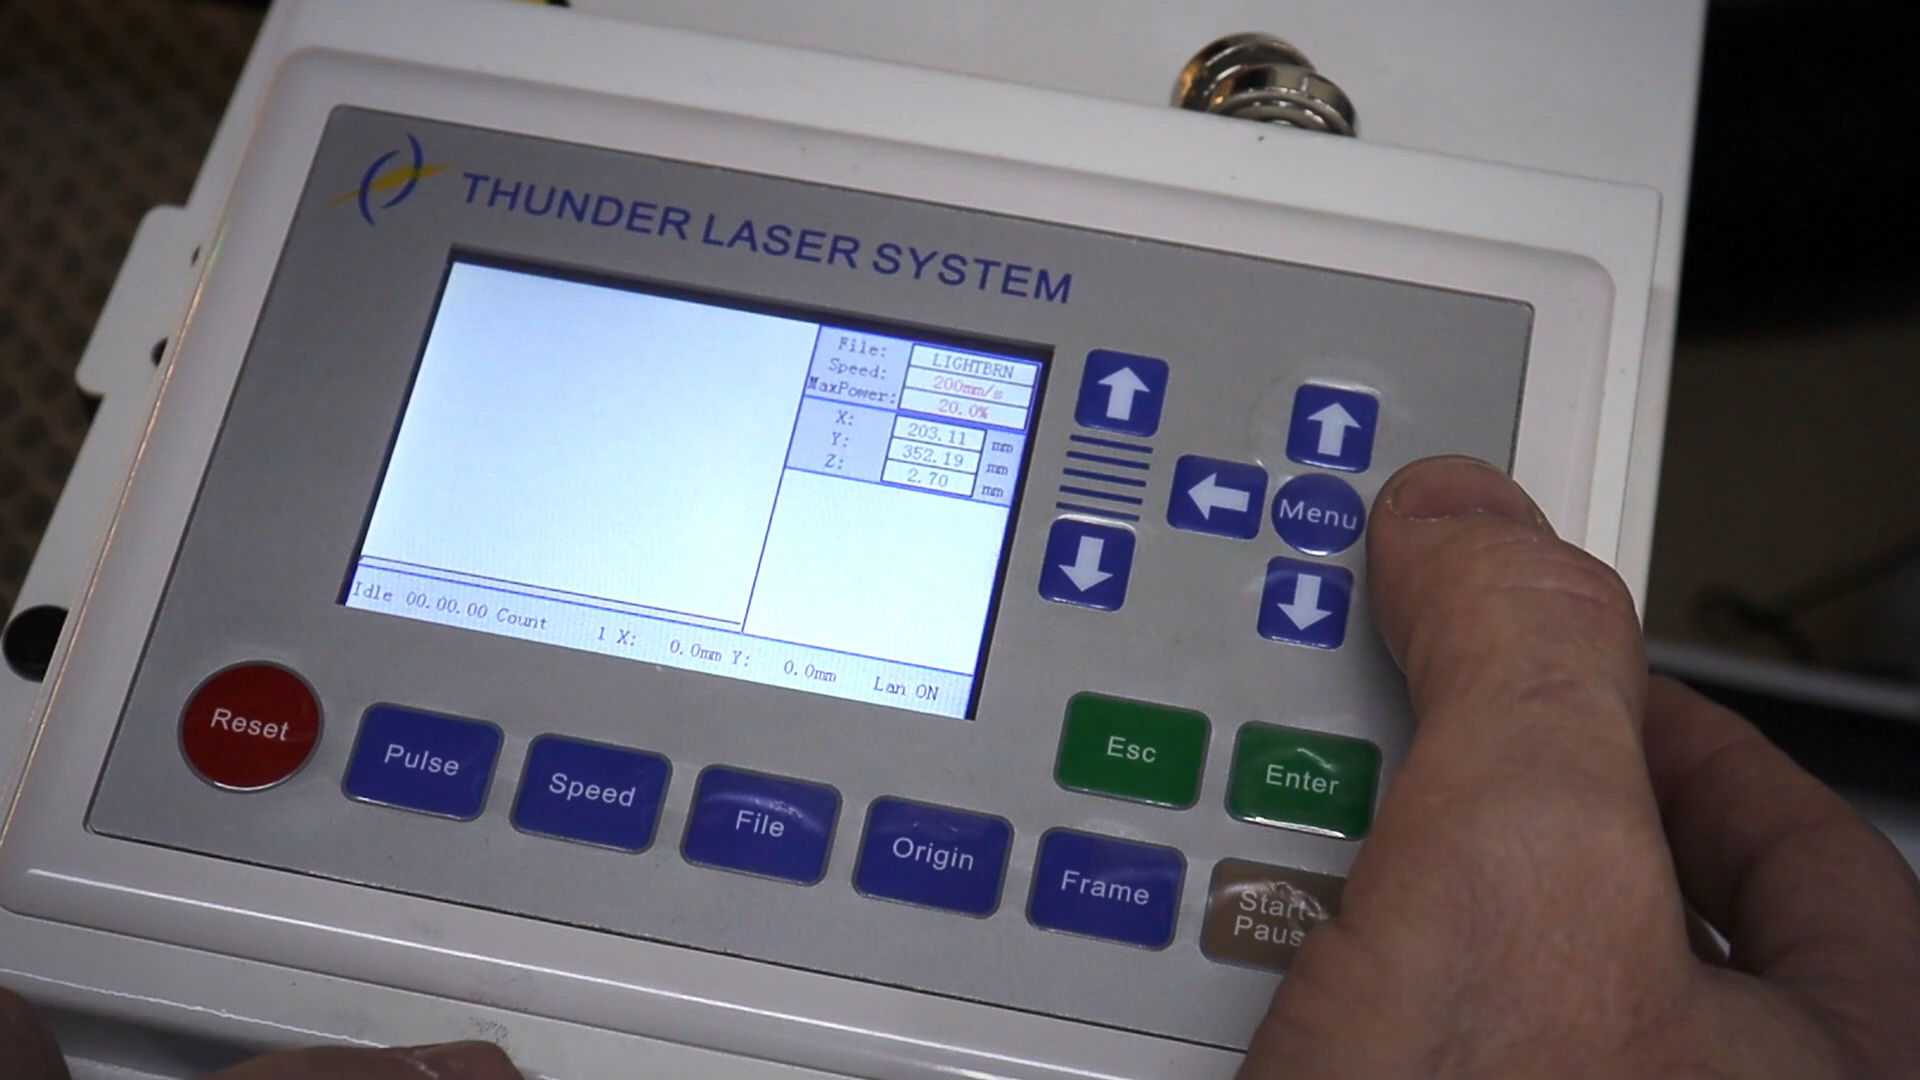 THUNDER LASER SYSTEM
File: LIGHTBRN
Speed: 200mm/s
MaxPower: 20.0%
X: 203.11 mm
Y: 352.19 mm
Z: 2.70 mm
Idle 00.00.00 Count 1 X: 0.0mm Y: 0.0mm Lan ON
Menu
Esc
Enter
Reset
Pulse
Speed
File
Origin
Frame
Start-
Paus